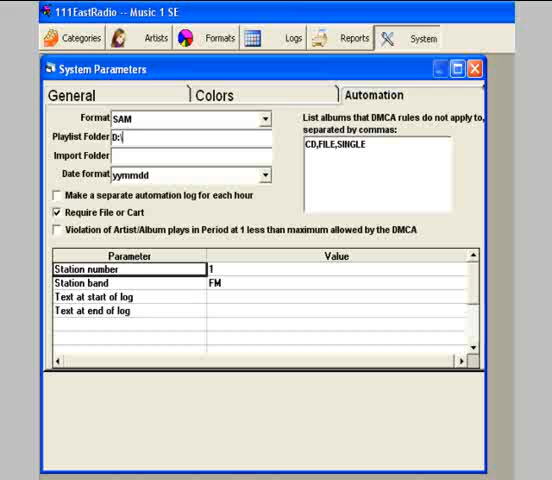 111EastRadio -- Music 1 SE
Categories Artists Formats Logs Reports System
System Parameters
General Colors Automation
Format SAM
Playlist Folder D:\
Import Folder
Date format yymmdd
List albums that DMCA rules do not apply to,
separated by commas:
CD,FILE,SINGLE
Make a separate automation log for each hour
Require File or Cart
Violation of Artist/Album plays in Period at 1 less than maximum allowed by the DMCA
Parameter Value
Station number 1
Station band FM
Text at start of log
Text at end of log